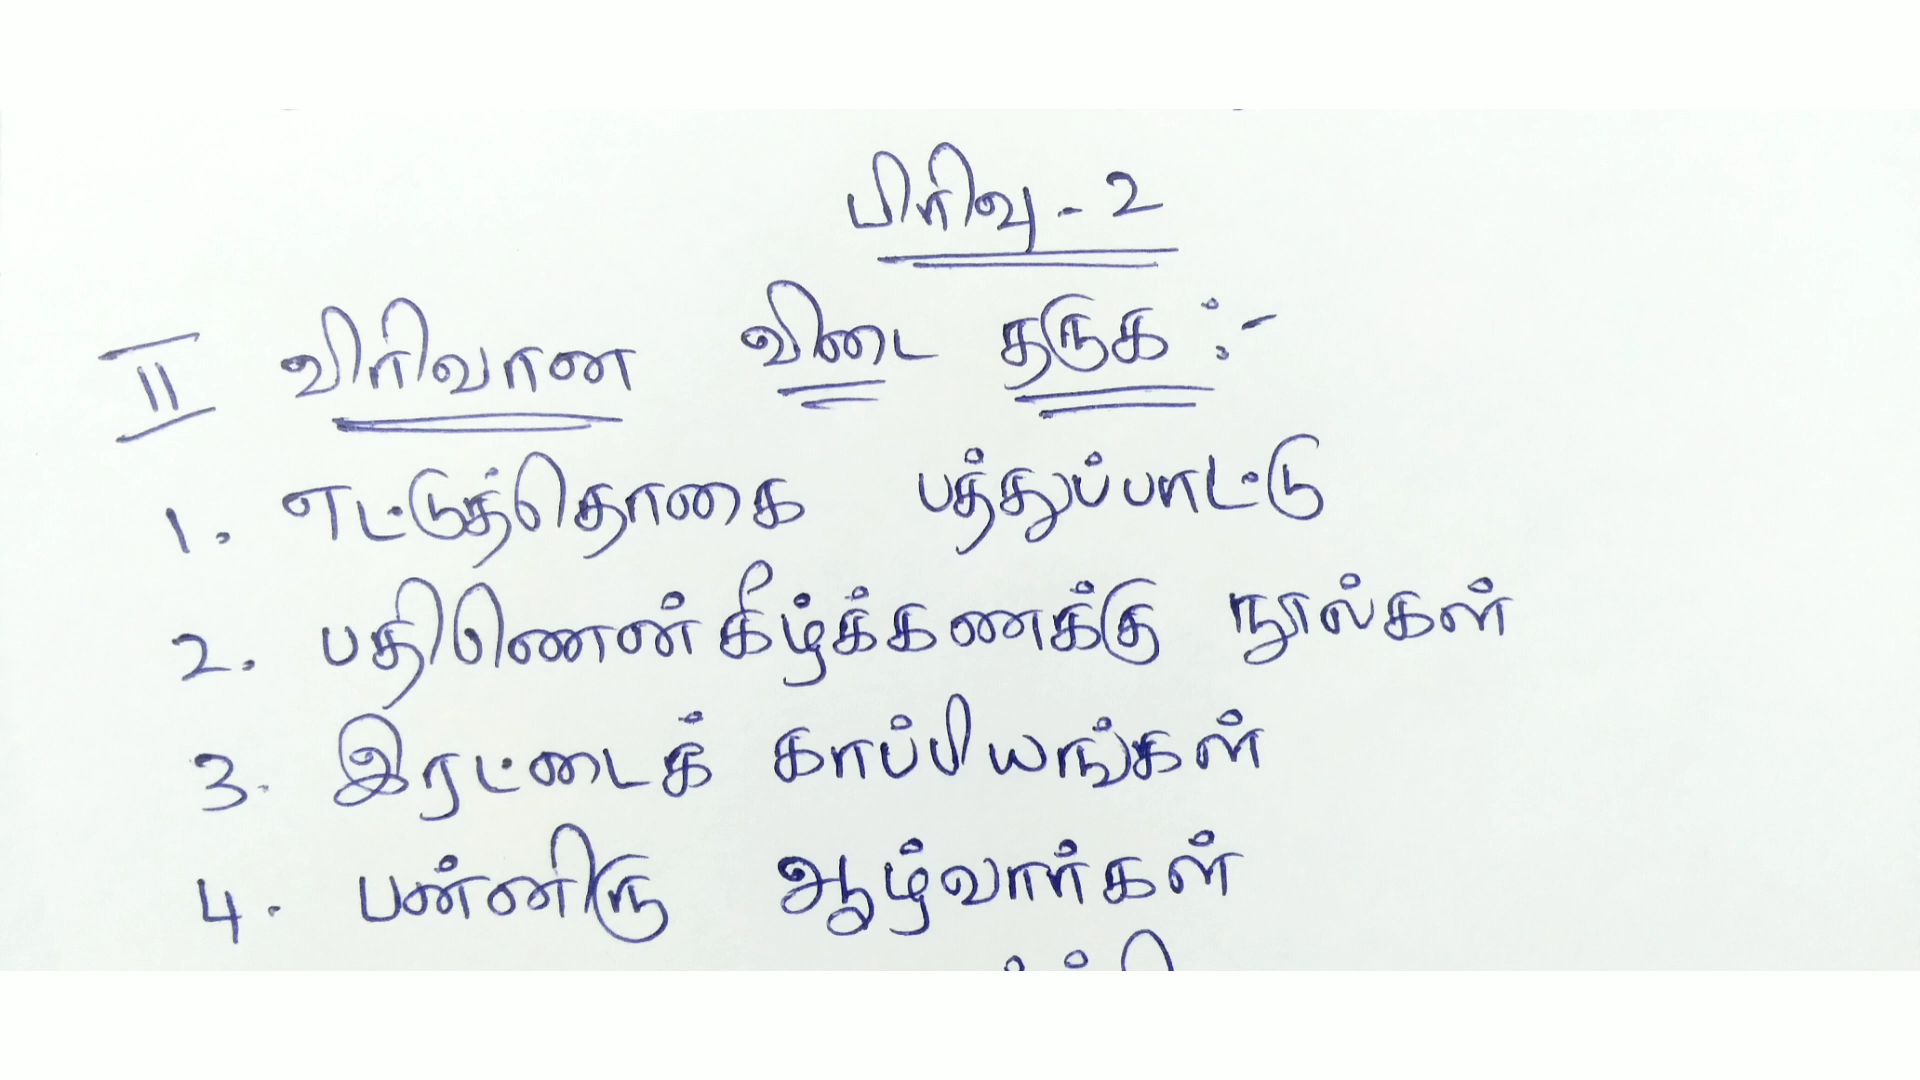 பிரிவு - 2
II விரிவான விடை தருக :-
1. எட்டுத்தொகை பத்துப்பாட்டு
2. பதிணெண்கீழ்க்கணக்கு நூல்கள்
3. இரட்டைக் காப்பியங்கள்
4. பன்னிரு ஆழ்வார்கள்